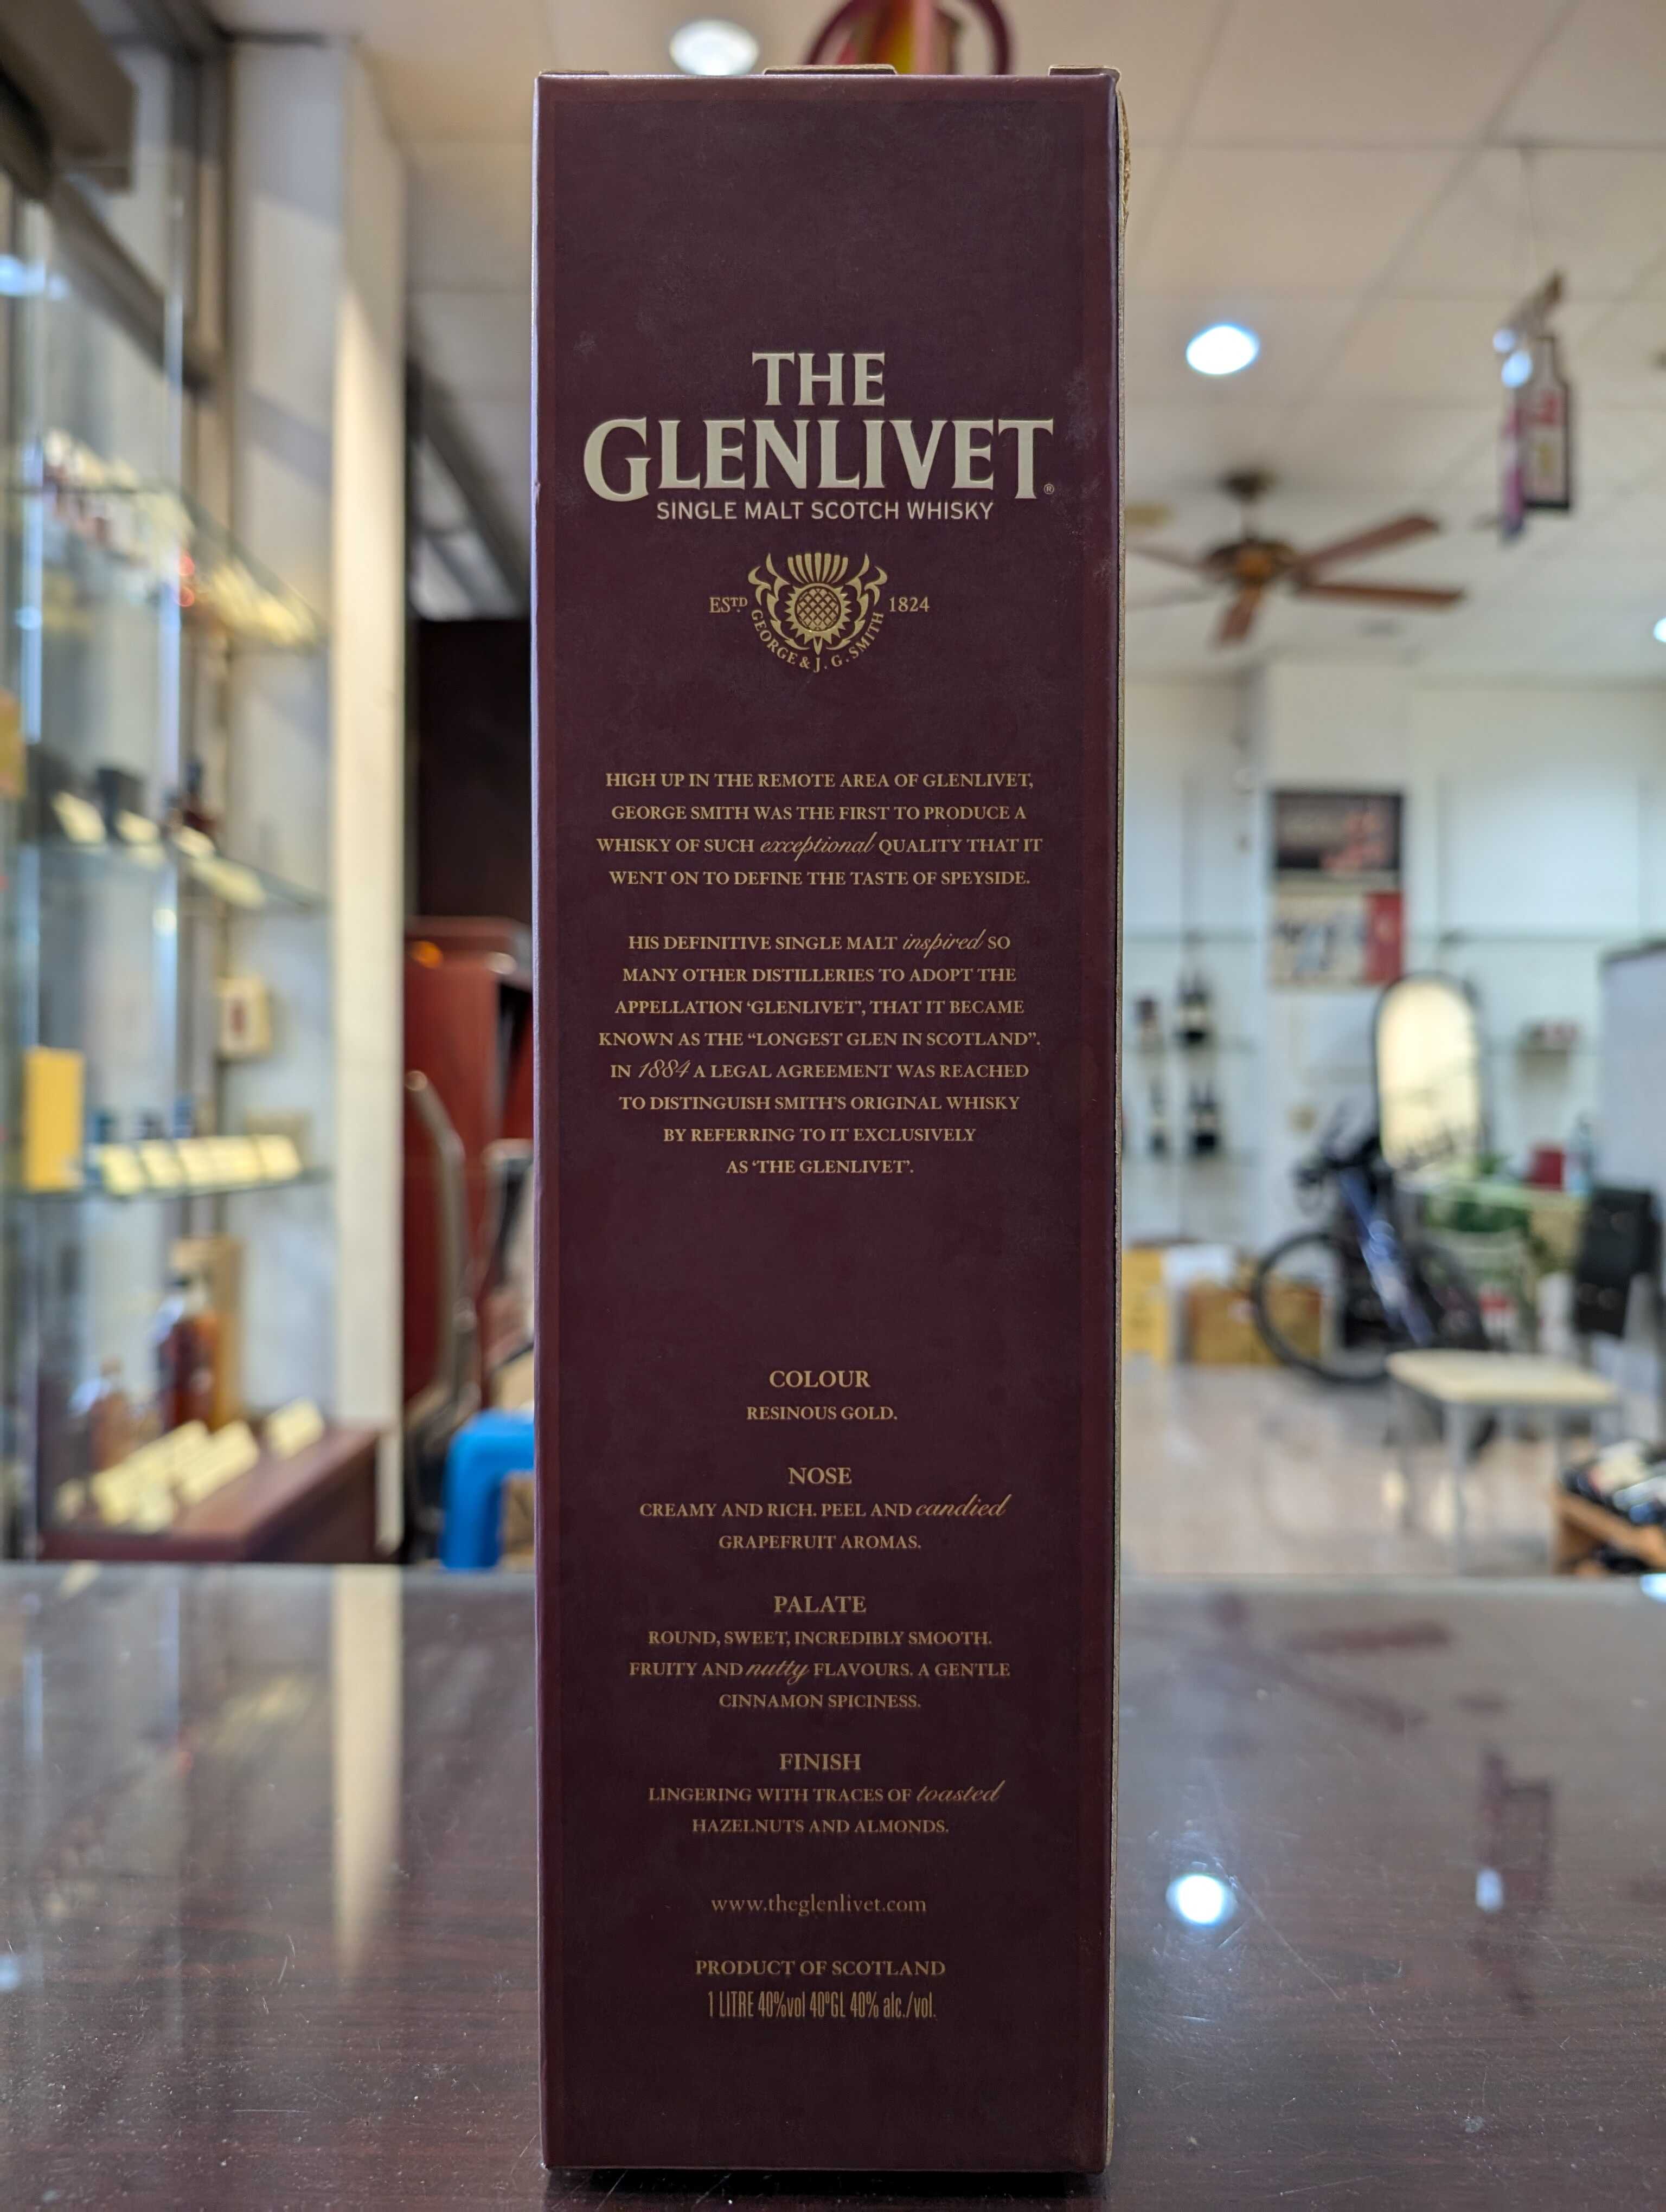 THE
GLENLIVET®
SINGLE MALT SCOTCH WHISKY
ESTD 1824
GEORGE & J. G. SMITH
HIGH UP IN THE REMOTE AREA OF GLENLIVET,
GEORGE SMITH WAS THE FIRST TO PRODUCE A
WHISKY OF SUCH exceptional QUALITY THAT IT
WENT ON TO DEFINE THE TASTE OF SPEYSIDE.
HIS DEFINITIVE SINGLE MALT inspired SO
MANY OTHER DISTILLERIES TO ADOPT THE
APPELLATION ‘GLENLIVET’, THAT IT BECAME
KNOWN AS THE “LONGEST GLEN IN SCOTLAND”.
IN 1884 A LEGAL AGREEMENT WAS REACHED
TO DISTINGUISH SMITH’S ORIGINAL WHISKY
BY REFERRING TO IT EXCLUSIVELY
AS ‘THE GLENLIVET’.
COLOUR
RESINOUS GOLD.
NOSE
CREAMY AND RICH. PEEL AND candied
GRAPEFRUIT AROMAS.
PALATE
ROUND, SWEET, INCREDIBLY SMOOTH.
FRUITY AND nutty FLAVOURS. A GENTLE
CINNAMON SPICINESS.
FINISH
LINGERING WITH TRACES OF toasted
HAZELNUTS AND ALMONDS.
www.theglenlivet.com
PRODUCT OF SCOTLAND
1 LITRE 40%vol 40°GL 40% alc./vol.